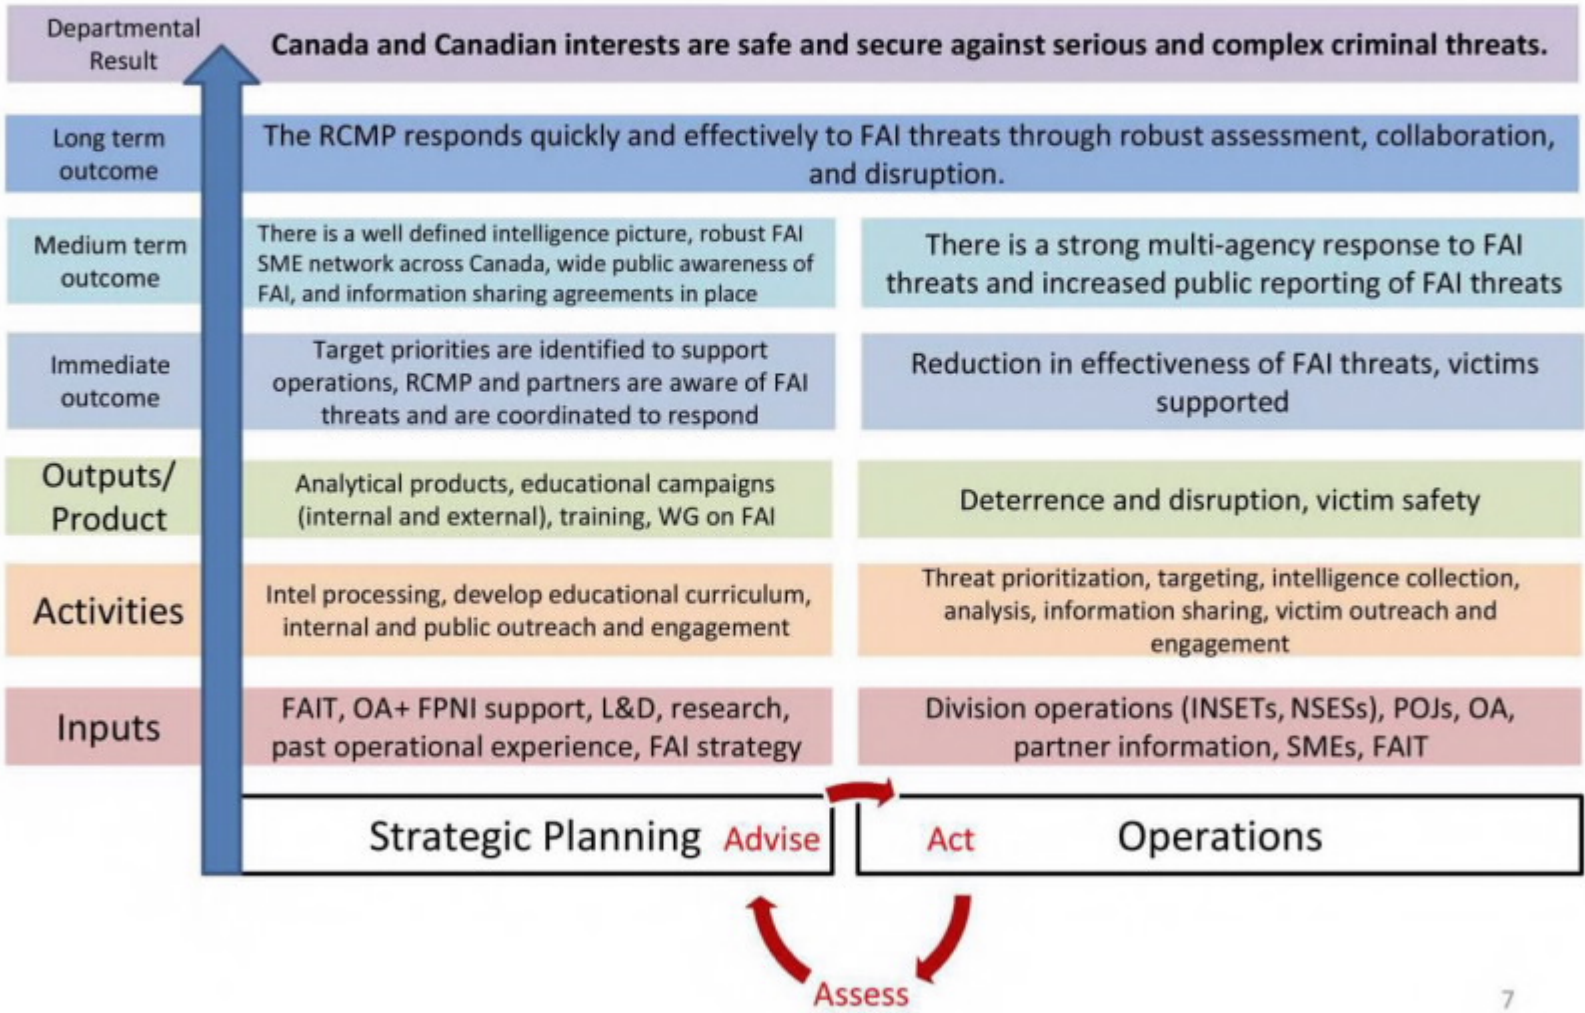 Departmental
Result
Canada and Canadian interests are safe and secure against serious and complex criminal threats.
Long term
outcome
The RCMP responds quickly and effectively to FAI threats through robust assessment, collaboration,
and disruption.
Medium term
outcome
There is a well defined intelligence picture, robust FAI
SME network across Canada, wide public awareness of
FAI, and information sharing agreements in place
There is a strong multi-agency response to FAI
threats and increased public reporting of FAI threats
Immediate
outcome
Target priorities are identified to support
operations, RCMP and partners are aware of FAI
threats and are coordinated to respond
Reduction in effectiveness of FAI threats, victims
supported
Outputs/
Product
Analytical products, educational campaigns
(internal and external), training, WG on FAI
Deterrence and disruption, victim safety
Activities
Intel processing, develop educational curriculum,
internal and public outreach and engagement
Threat prioritization, targeting, intelligence collection,
analysis, information sharing, victim outreach and
engagement
Inputs
FAIT, OA+ FPNI support, L&D, research,
past operational experience, FAI strategy
Division operations (INSETs, NSESs), POJs, OA,
partner information, SMEs, FAIT
Strategic Planning Advise
Act Operations
Assess
7